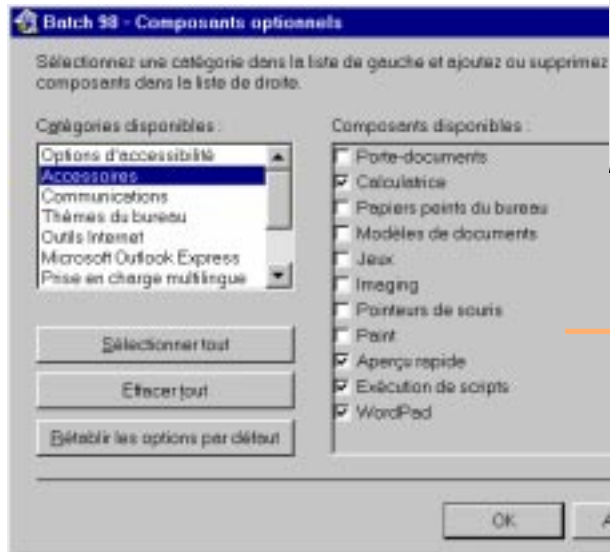 Batch 98 - Composants optionnels
Sélectionnez une catégorie dans la liste de gauche et ajoutez ou supprimez
composants dans la liste de droite.
Catégories disponibles :
Options d'accessibilité
Accessoires
Communications
Thèmes du bureau
Outils Internet
Microsoft Outlook Express
Prise en charge multilingue
Sélectionner tout
Effacer tout
Rétablir les options par défaut
Composants disponibles :
Porte-documents
Calculatrice
Papiers peints du bureau
Modèles de documents
Jeux
Imaging
Pointeurs de souris
Paint
Aperçu rapide
Exécution de scripts
WordPad
OK
A